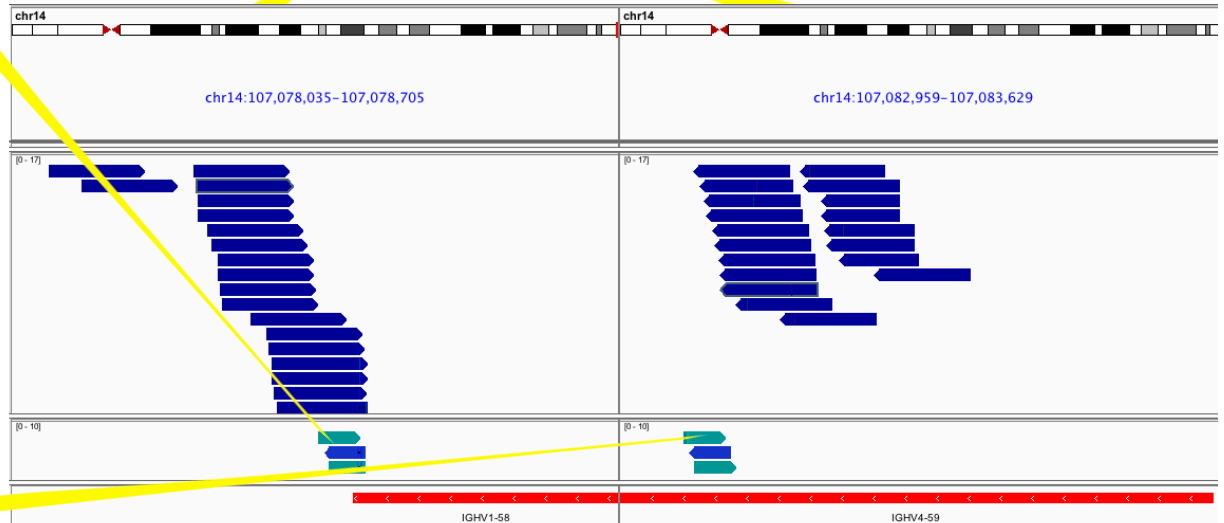 chr14
chr14
chr14:107,078,035–107,078,705
chr14:107,082,959–107,083,629
[0 - 17]
[0 - 17]
[0 - 10]
[0 - 10]
IGHV1-58
IGHV4-59